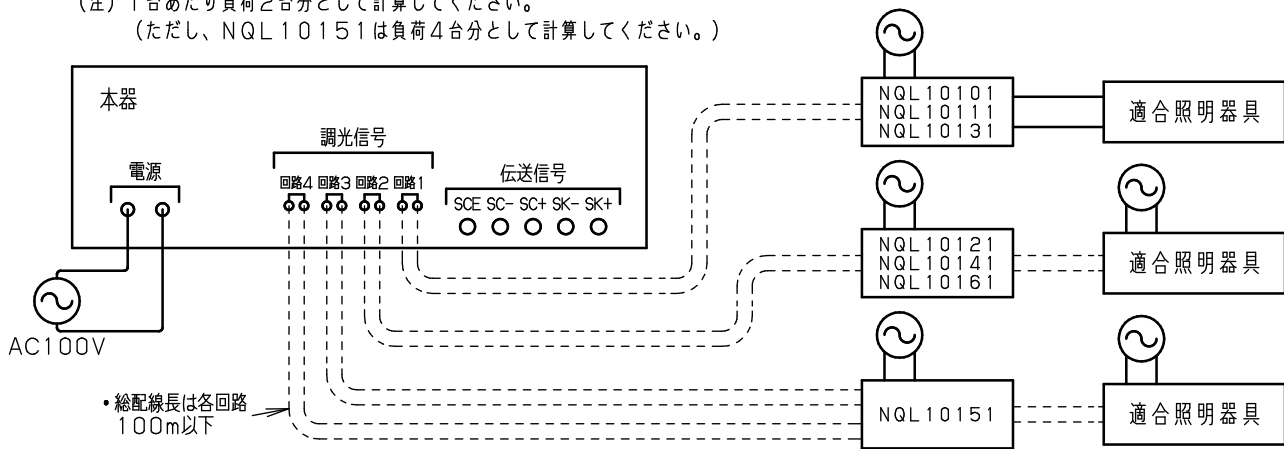 (注) 1台あたり負荷2台分として計算してください。
(ただし、NQL10151は負荷4台分として計算してください。)
本器
電源
調光信号
回路4 回路3 回路2 回路1
伝送信号
SCE SC- SC+ SK- SK+
AC100V
・総配線長は各回路
100m以下
NQL10101
NQL10111
NQL10131
適合照明器具
NQL10121
NQL10141
NQL10161
適合照明器具
NQL10151
適合照明器具